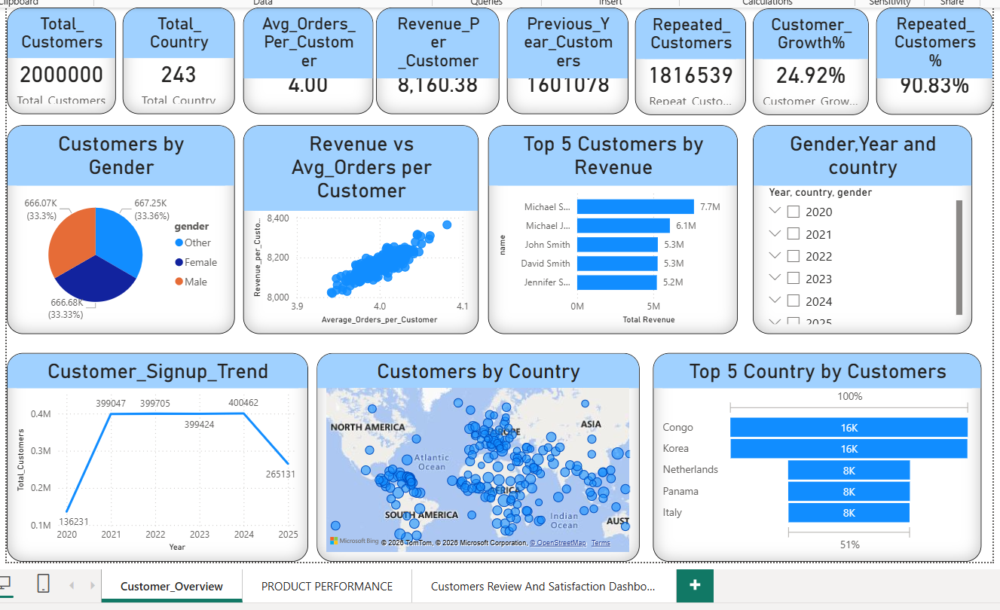 Clipboard
Data
Queries
Insert
Calculations
Sensitivity
Share
Total_
Customers
2000000
Total_Customers
Total_
Country
243
Total_Country
Avg_Orders_
Per_Custom
er
4.00
Revenue_P
er
_Customer
8,160.38
Previous_Y
ear_Custom
ers
1601078
Repeated_
Customers
1816539
Repeat_Custo...
Customer_
Growth%
24.92%
Customer_Grow...
Repeated_
Customers
%
90.83%
Customers by
Gender
666.07K
(33.3%)
667.25K
(33.36%)
666.68K
(33.33%)
gender
Other
Female
Male
Revenue vs
Avg_Orders per
Customer
Revenue_per_Custo...
8,400
8,200
8,000
3.9
4.0
4.1
Average_Orders_per_Customer
Top 5 Customers by
Revenue
name
Michael S...
7.7M
Michael J...
6.1M
John Smith
5.3M
David Smith
5.3M
Jennifer S...
5.2M
0M
5M
Total Revenue
Gender,Year and
country
Year, country, gender
2020
2021
2022
2023
2024
2025
Customer_Signup_Trend
Total_Customers
0.4M
0.3M
0.2M
0.1M
136231
399047
399705
399424
400462
265131
2020
2021
2022
2023
2024
2025
Year
Customers by Country
NORTH AMERICA
EUROPE
ASIA
Atlantic
Ocean
AFRICA
SOUTH AMERICA
Indian
Ocean
AUST
Microsoft Bing
© 2026 TomTom, © 2026 Microsoft Corporation, © OpenStreetMap Terms
Top 5 Country by Customers
100%
Congo
16K
Korea
16K
Netherlands
8K
Panama
8K
Italy
8K
51%
Customer_Overview
PRODUCT PERFORMANCE
Customers Review And Satisfaction Dashbo...
+